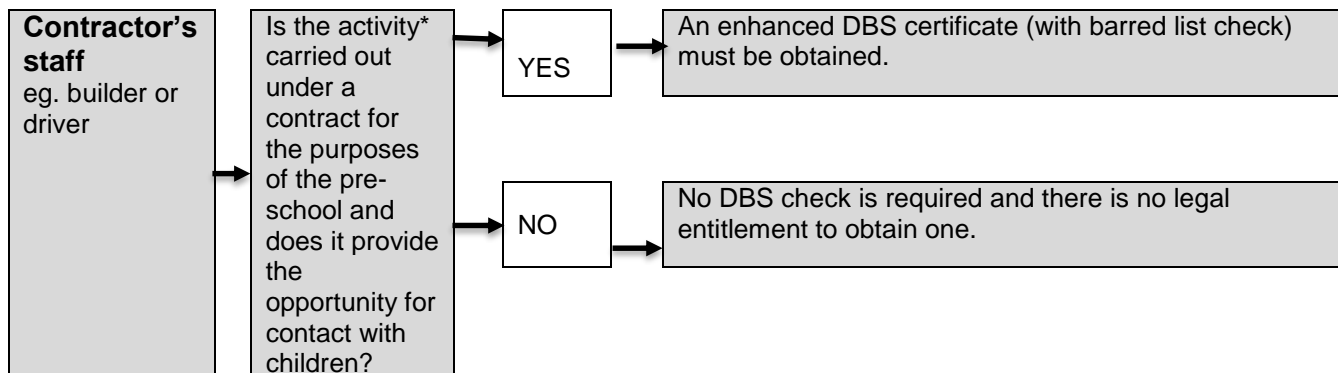 Contractor's
staff
eg. builder or
driver
Is the activity*
carried out
under a
contract for
the purposes
of the pre-
school and
does it provide
the
opportunity for
contact with
children?
YES
An enhanced DBS certificate (with barred list check)
must be obtained.
NO
No DBS check is required and there is no legal
entitlement to obtain one.